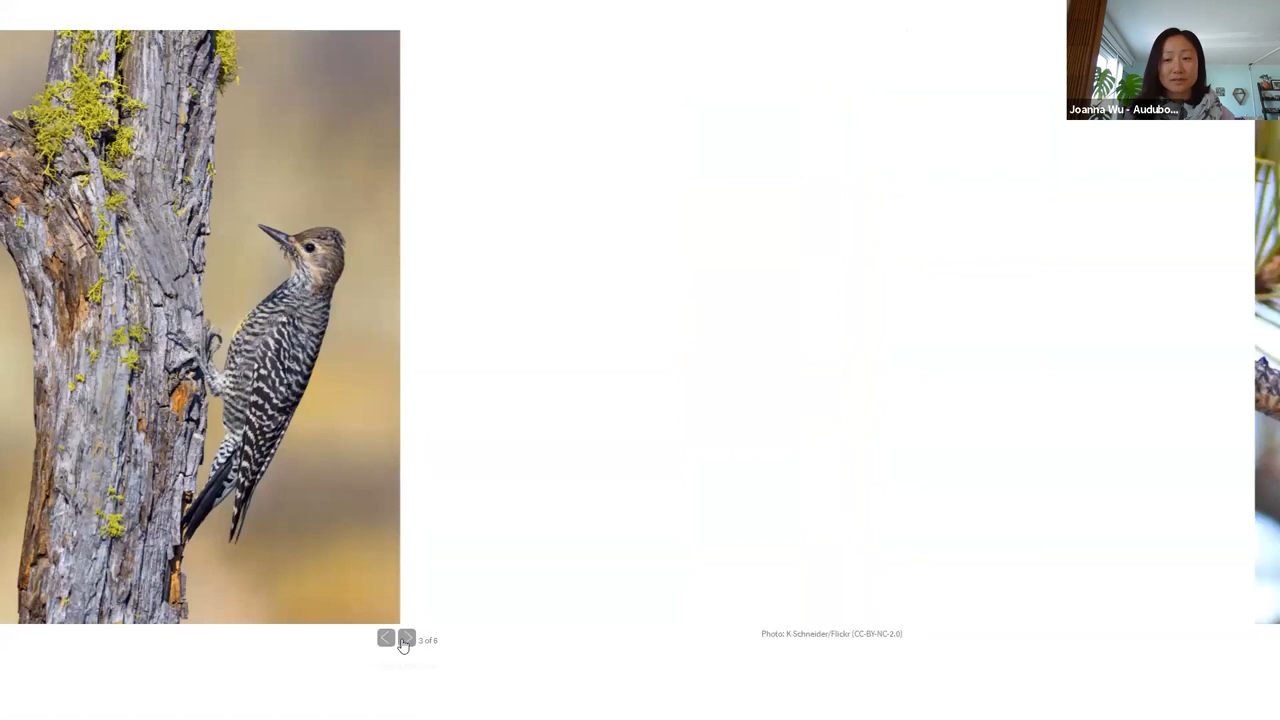 Joanna Wu - Audubo...
3 of 6
Photo: K Schneider/Flickr (CC-BY-NC-2.0)